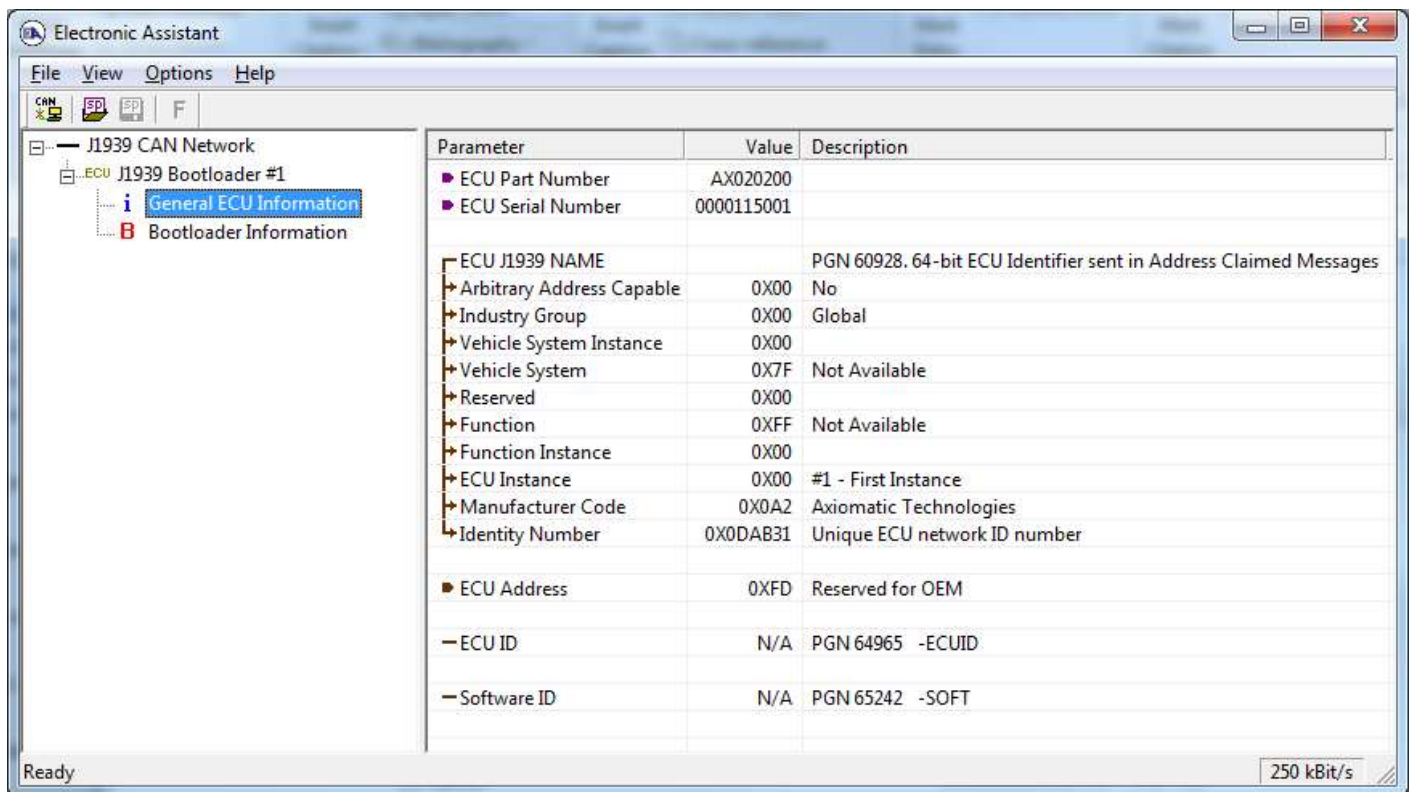 Electronic Assistant
File View Options Help
CAN SP SP F
J1939 CAN Network
ECU J1939 Bootloader #1
i General ECU Information
B Bootloader Information
Parameter Value Description
ECU Part Number AX020200
ECU Serial Number 0000115001
ECU J1939 NAME PGN 60928. 64-bit ECU Identifier sent in Address Claimed Messages
Arbitrary Address Capable 0X00 No
Industry Group 0X00 Global
Vehicle System Instance 0X00
Vehicle System 0X7F Not Available
Reserved 0X00
Function 0XFF Not Available
Function Instance 0X00
ECU Instance 0X00 #1 - First Instance
Manufacturer Code 0X0A2 Axiomatic Technologies
Identity Number 0X0DAB31 Unique ECU network ID number
ECU Address 0XFD Reserved for OEM
ECU ID N/A PGN 64965 -ECUID
Software ID N/A PGN 65242 -SOFT
Ready 250 kBit/s